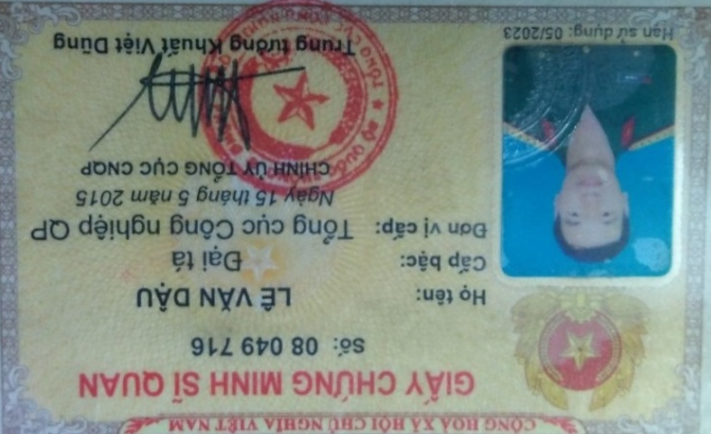 CỘNG HOÀ XÃ HỘI CHỦ NGHĨA VIỆT NAM
GIẤY CHỨNG MINH SĨ QUAN
Số: 08 049 716
Họ tên: LÊ VĂN DẬU
Cấp bậc: Đại tá
Đơn vị cấp: Tổng cục Công nghiệp QP
Ngày 15 tháng 5 năm 2015
CHÍNH ỦY TỔNG CỤC CNQP
Trung tướng Khuất Việt Dũng
Hạn sử dụng: 05/2023